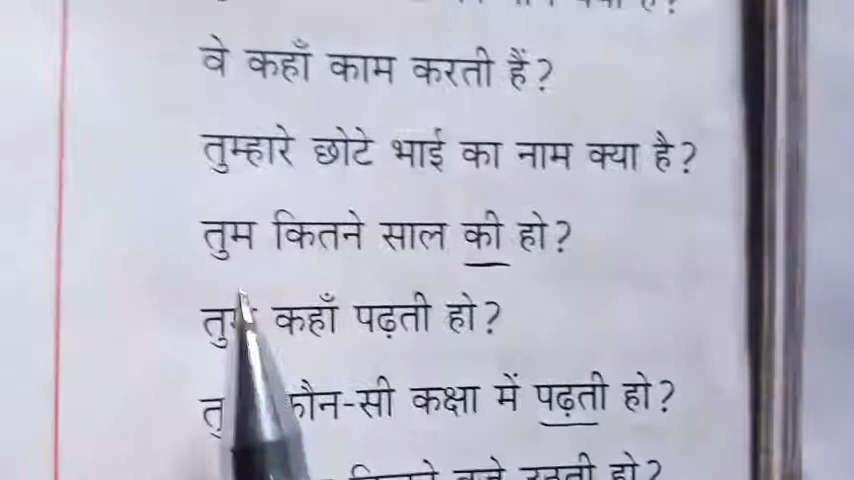 वे कहाँ काम करती हैं?
तुम्हारे छोटे भाई का नाम क्या है?
तुम कितने साल की हो?
कहाँ पढ़ती हो?
कक्षा में पढ़ती हो?
हो?